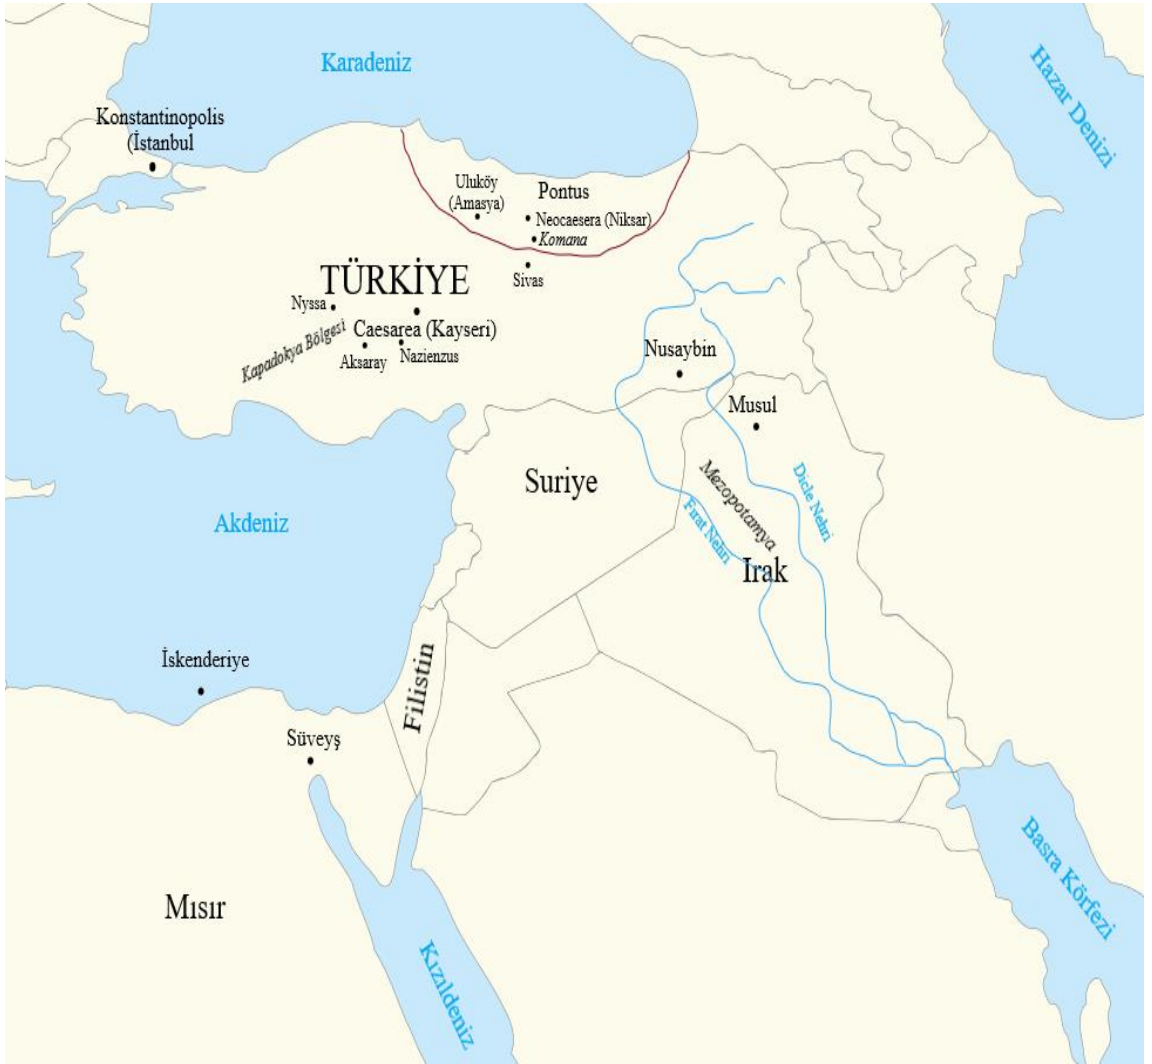 Karadeniz
Hazar Denizi
Konstantinopolis
(İstanbul
Uluköy
(Amasya)
Pontus
Neocaesera (Niksar)
Komana
Sivas
TÜRKİYE
Nyssa
Caesarea (Kayseri)
Kapadokya Bölgezi
Aksaray
Nazienzus
Nusaybin
Musul
Suriye
Mezopotamya
Dicle Nehri
Fırat Nehri
Irak
Akdeniz
İskenderiye
Filistin
Süveyş
Mısır
Kızıldeniz
Basra Körfezi